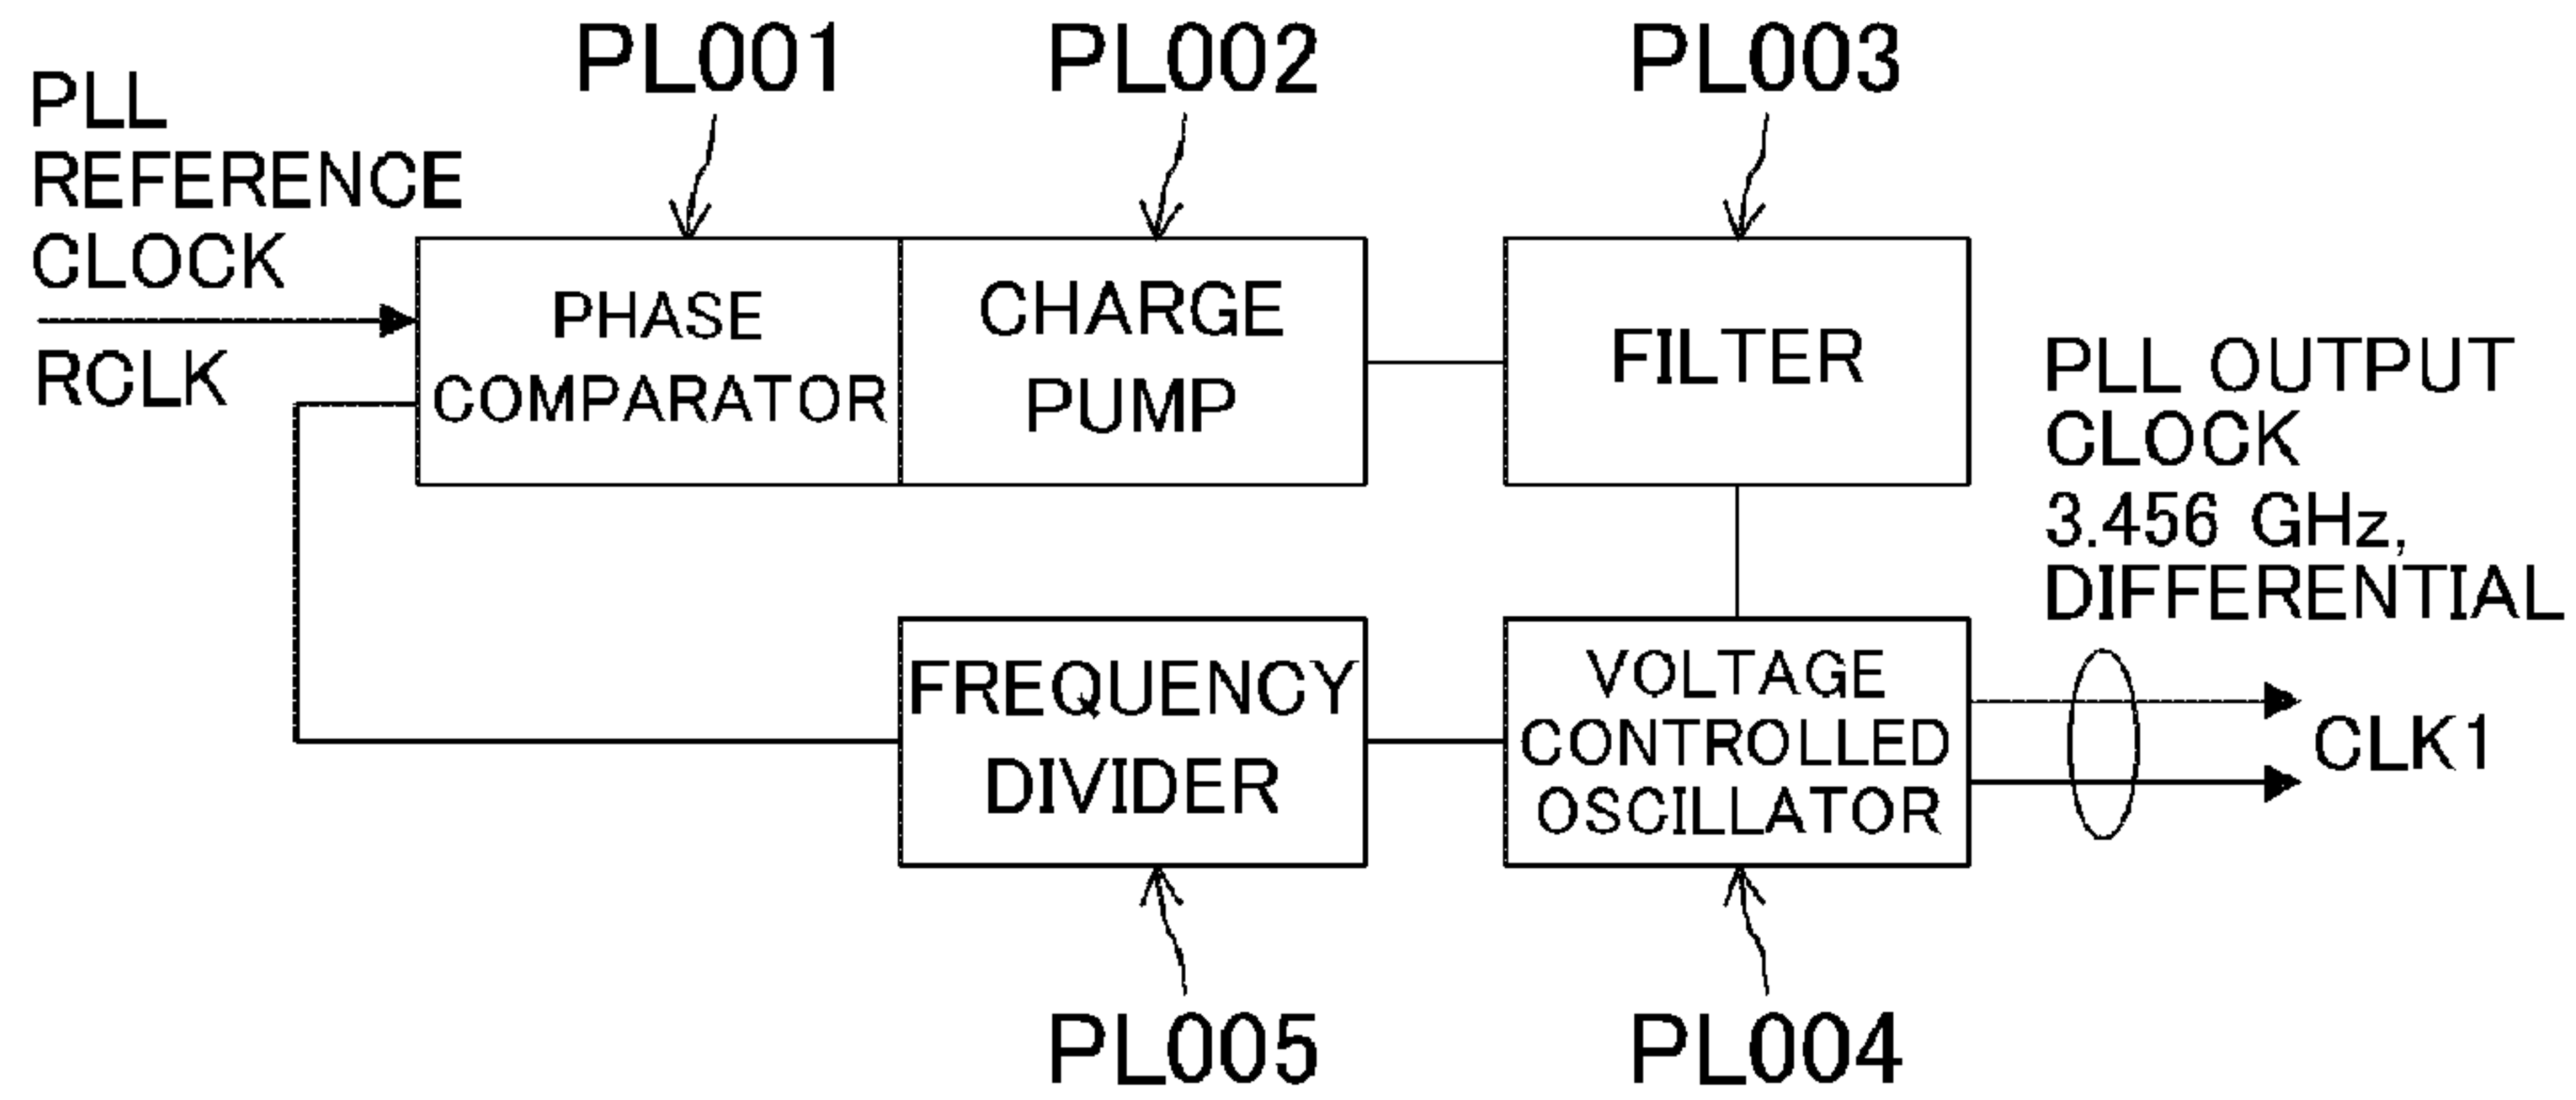 PL001
PL002
PL003
PLL
REFERENCE
CLOCK
RCLK
PHASE
COMPARATOR
CHARGE
PUMP
FILTER
PLL OUTPUT
CLOCK
3.456 GHz,
DIFFERENTIAL
FREQUENCY
DIVIDER
VOLTAGE
CONTROLLED
OSCILLATOR
CLK1
PL005
PL004